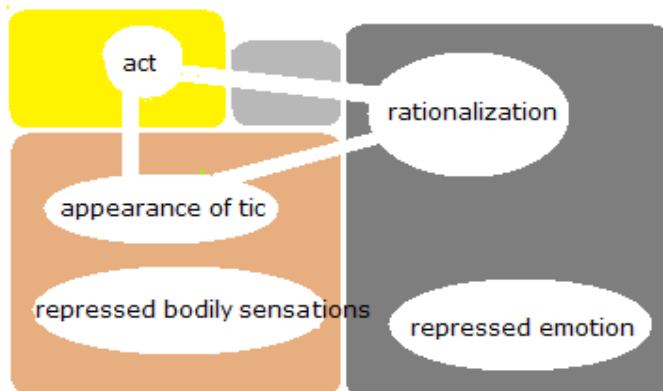 act
rationalization
appearance of tic
repressed bodily sensations
repressed emotion